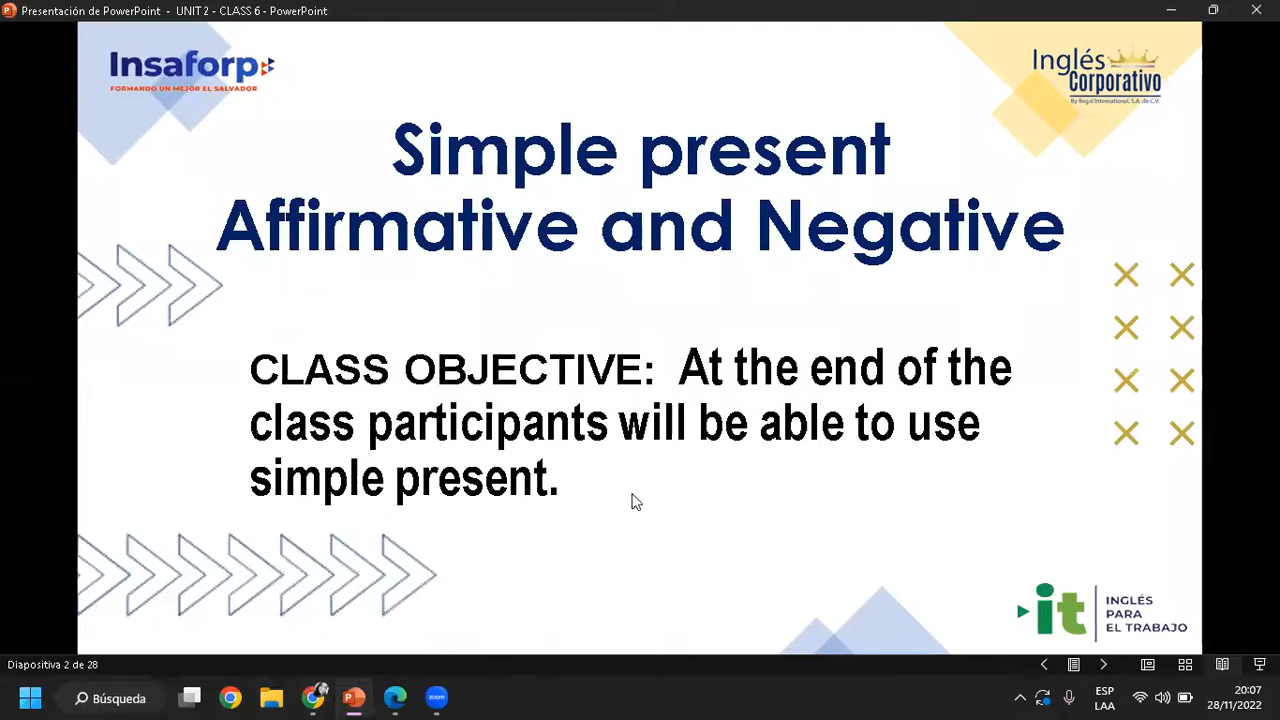 Presentación de PowerPoint - UNIT 2 - CLASS 6 - PowerPoint
Insaforp
FORMANDO UN MEJOR EL SALVADOR
Inglés
Corporativo
By Regal International, S.A. de C.V.
Simple present
Affirmative and Negative
CLASS OBJECTIVE: At the end of the
class participants will be able to use
simple present.
it
INGLÉS
PARA
EL TRABAJO
Diapositiva 2 de 28
Búsqueda
zoom
ESP
LAA
20:07
28/11/2022